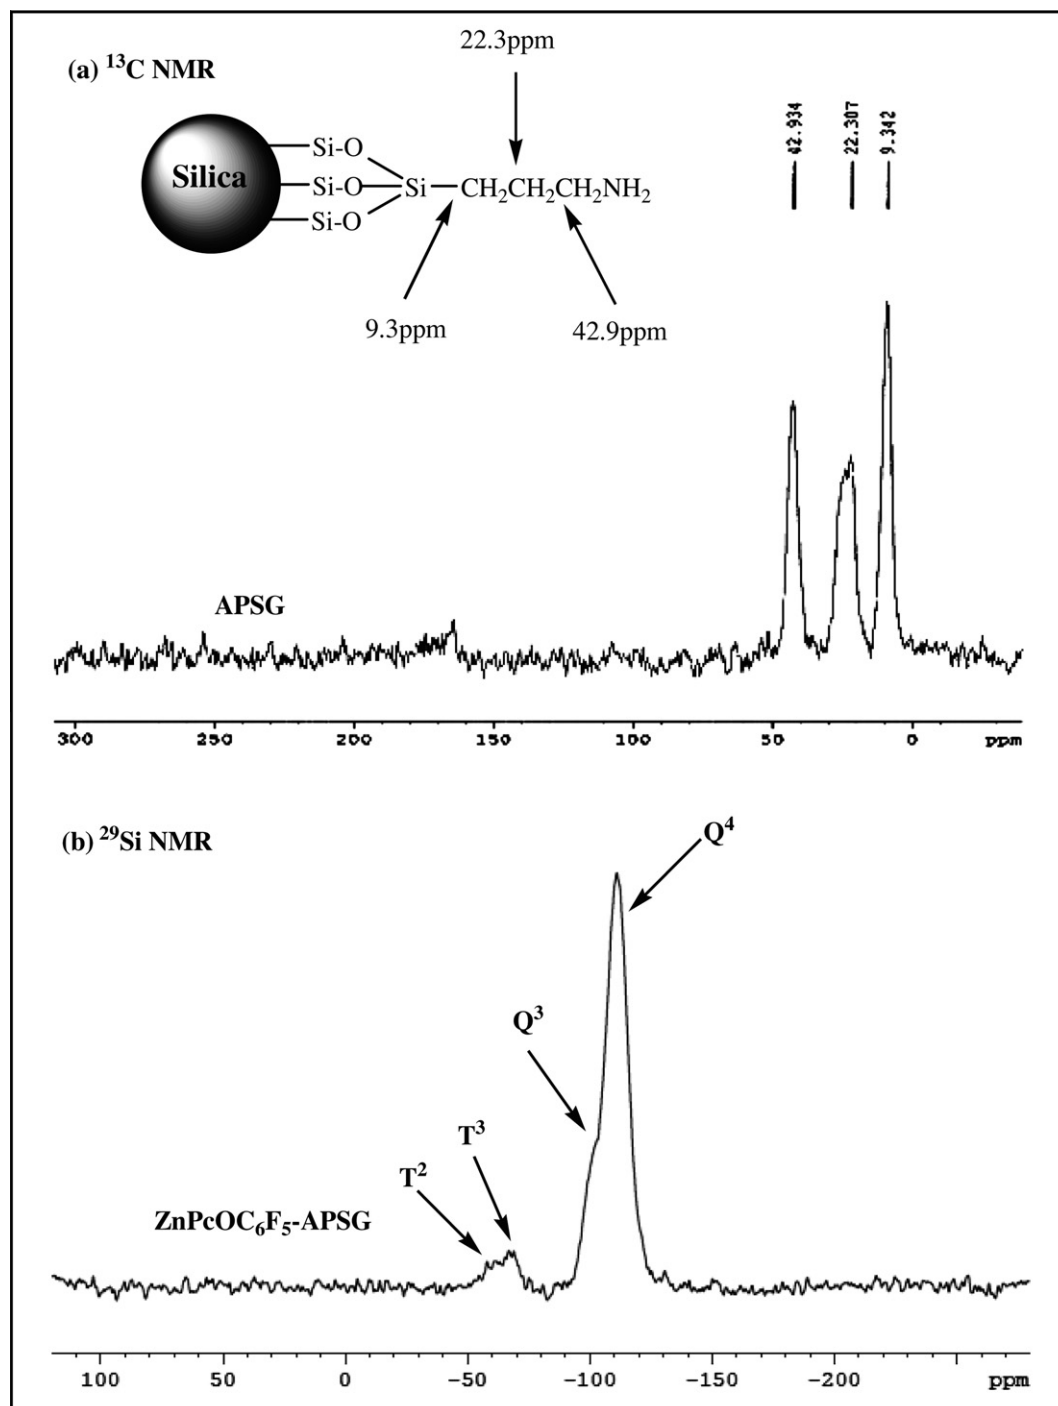 22.3ppm
(a) ¹³C NMR
42.934
22.307
9.342
Silica
Si-O
Si-O
Si-O
Si
CH₂CH₂CH₂NH₂
9.3ppm
42.9ppm
APSG
300 250 200 150 100 50 0 ppm
(b) ²⁹Si NMR
Q⁴
Q³
T³
T²
ZnPcOC₆F₅-APSG
100 50 0 -50 -100 -150 -200 ppm